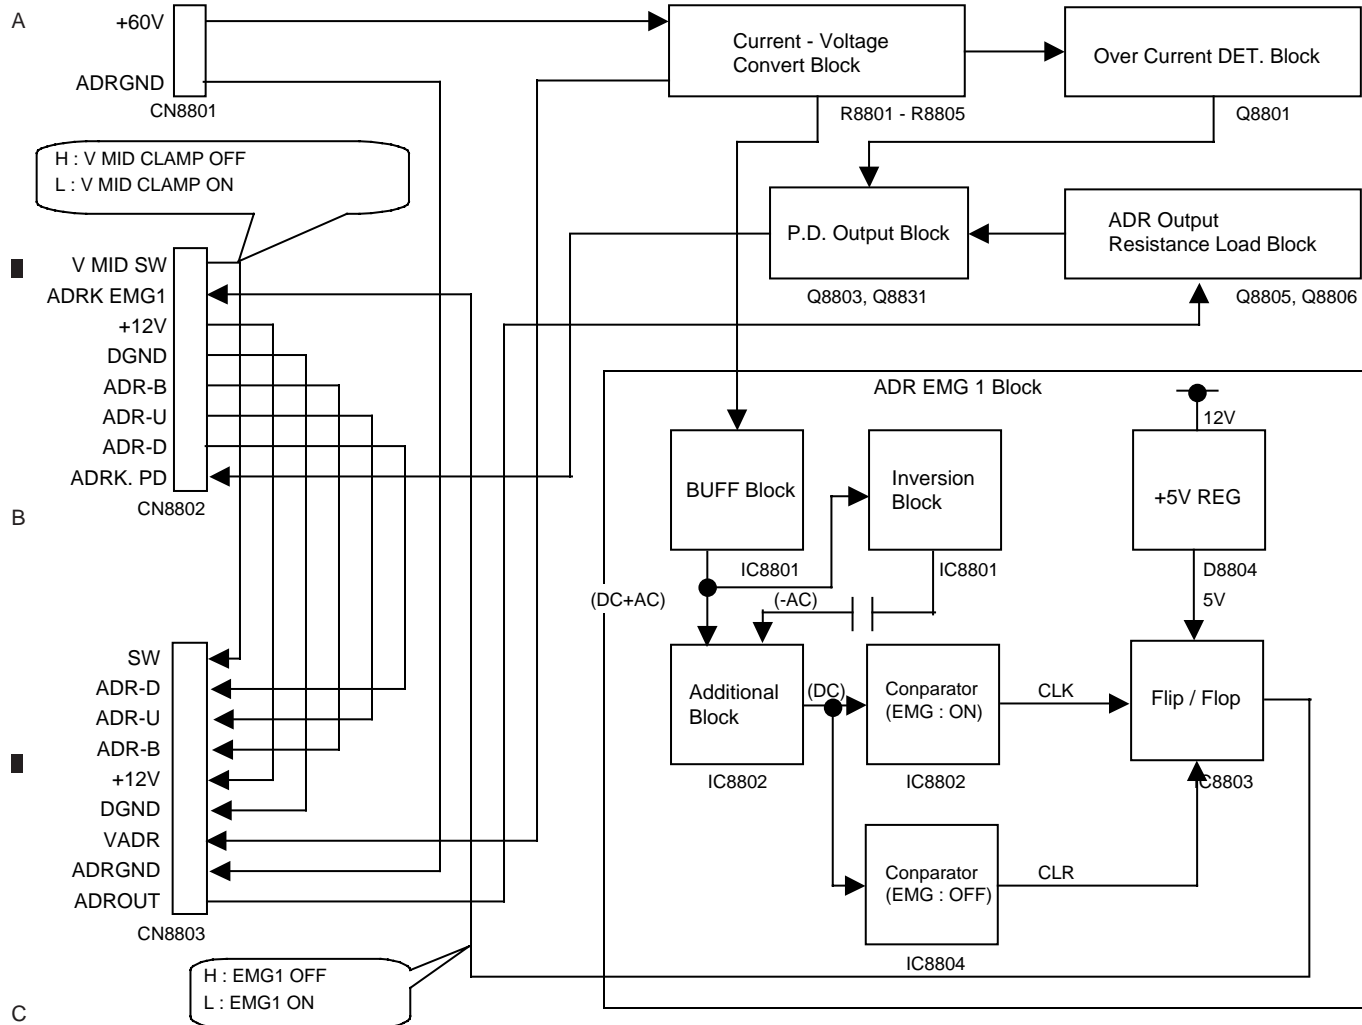 A
+60V
ADRGND
CN8801
Current - Voltage
Convert Block
R8801 - R8805
Over Current DET. Block
Q8801
H : V MID CLAMP OFF
L : V MID CLAMP ON
P.D. Output Block
Q8803, Q8831
ADR Output
Resistance Load Block
Q8805, Q8806
V MID SW
ADRK EMG1
+12V
DGND
ADR-B
ADR-U
ADR-D
ADRK. PD
CN8802
B
ADR EMG 1 Block
12V
BUFF Block
IC8801
Inversion
Block
IC8801
+5V REG
D8804
5V
(DC+AC)
(-AC)
SW
ADR-D
ADR-U
ADR-B
+12V
DGND
VADR
ADRGND
ADROUT
CN8803
Additional
Block
IC8802
(DC)
Conparator
(EMG : ON)
IC8802
CLK
Flip / Flop
IC8803
Conparator
(EMG : OFF)
IC8804
CLR
H : EMG1 OFF
L : EMG1 ON
C